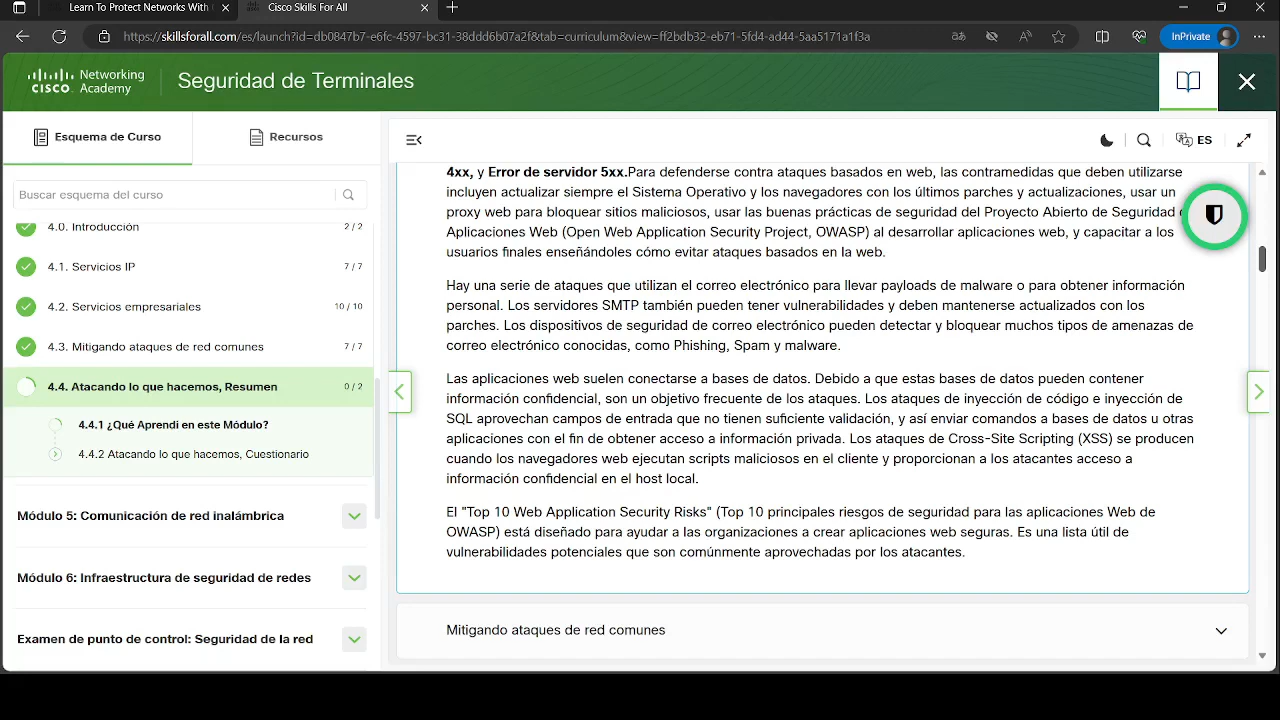 Learn To Protect Networks With
Cisco Skills For All
https://skillsforall.com/es/launch?id=db0847b7-e6fc-4597-bc31-38ddd6b07a2f&tab=curriculum&view=ff2bdb32-eb71-5fd4-ad44-5aa5171a1f3a
InPrivate
Networking
CISCO Academy
Seguridad de Terminales
Esquema de Curso
Recursos
ES
Buscar esquema del curso
4.0. Introducción 2 / 2
4.1. Servicios IP 7 / 7
4.2. Servicios empresariales 10 / 10
4.3. Mitigando ataques de red comunes 7 / 7
4.4. Atacando lo que hacemos, Resumen 0 / 2
4.4.1 ¿Qué Aprendí en este Módulo?
4.4.2 Atacando lo que hacemos, Cuestionario
Módulo 5: Comunicación de red inalámbrica
Módulo 6: Infraestructura de seguridad de redes
Examen de punto de control: Seguridad de la red
4xx, y Error de servidor 5xx.Para defenderse contra ataques basados en web, las contramedidas que deben utilizarse
incluyen actualizar siempre el Sistema Operativo y los navegadores con los últimos parches y actualizaciones, usar un
proxy web para bloquear sitios maliciosos, usar las buenas prácticas de seguridad del Proyecto Abierto de Seguridad
Aplicaciones Web (Open Web Application Security Project, OWASP) al desarrollar aplicaciones web, y capacitar a los
usuarios finales enseñándoles cómo evitar ataques basados en la web.
Hay una serie de ataques que utilizan el correo electrónico para llevar payloads de malware o para obtener información
personal. Los servidores SMTP también pueden tener vulnerabilidades y deben mantenerse actualizados con los
parches. Los dispositivos de seguridad de correo electrónico pueden detectar y bloquear muchos tipos de amenazas de
correo electrónico conocidas, como Phishing, Spam y malware.
Las aplicaciones web suelen conectarse a bases de datos. Debido a que estas bases de datos pueden contener
información confidencial, son un objetivo frecuente de los ataques. Los ataques de inyección de código e inyección de
SQL aprovechan campos de entrada que no tienen suficiente validación, y así enviar comandos a bases de datos u otras
aplicaciones con el fin de obtener acceso a información privada. Los ataques de Cross-Site Scripting (XSS) se producen
cuando los navegadores web ejecutan scripts maliciosos en el cliente y proporcionan a los atacantes acceso a
información confidencial en el host local.
El "Top 10 Web Application Security Risks" (Top 10 principales riesgos de seguridad para las aplicaciones Web de
OWASP) está diseñado para ayudar a las organizaciones a crear aplicaciones web seguras. Es una lista útil de
vulnerabilidades potenciales que son comúnmente aprovechadas por los atacantes.
Mitigando ataques de red comunes